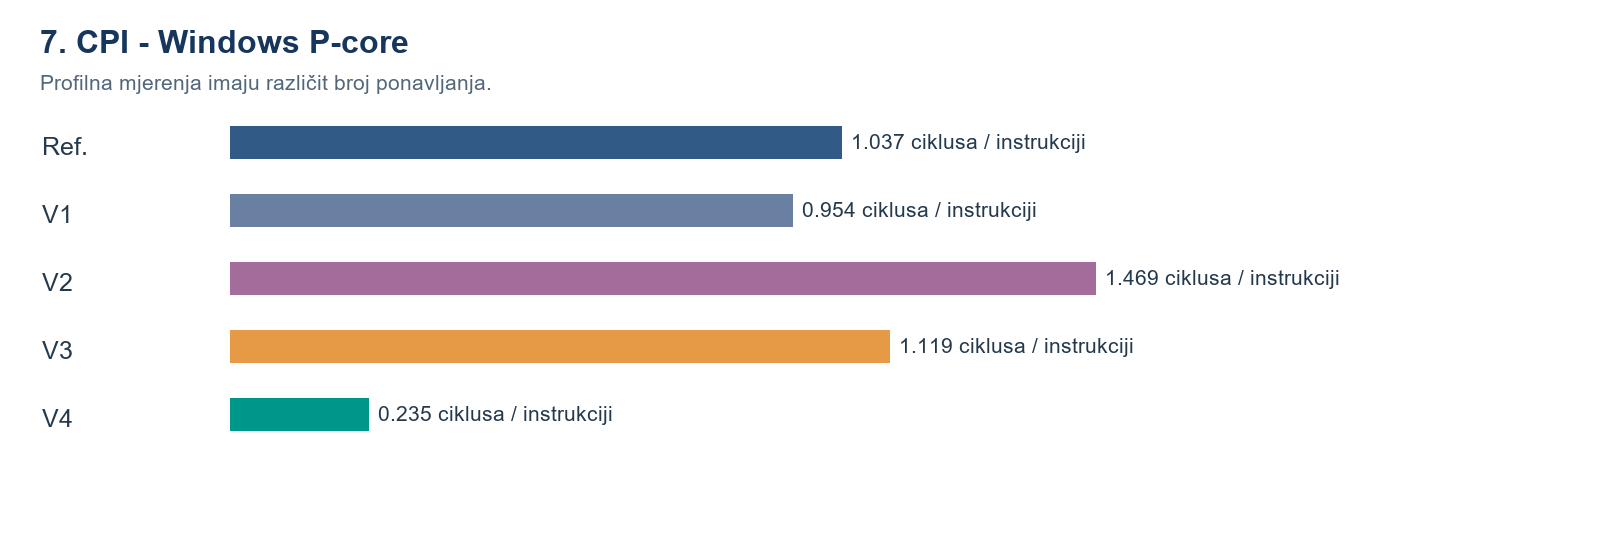 7. CPI - Windows P-core
Profilna mjerenja imaju različit broj ponavljanja.
Ref. 1.037 ciklusa / instrukciji
V1 0.954 ciklusa / instrukciji
V2 1.469 ciklusa / instrukciji
V3 1.119 ciklusa / instrukciji
V4 0.235 ciklusa / instrukciji